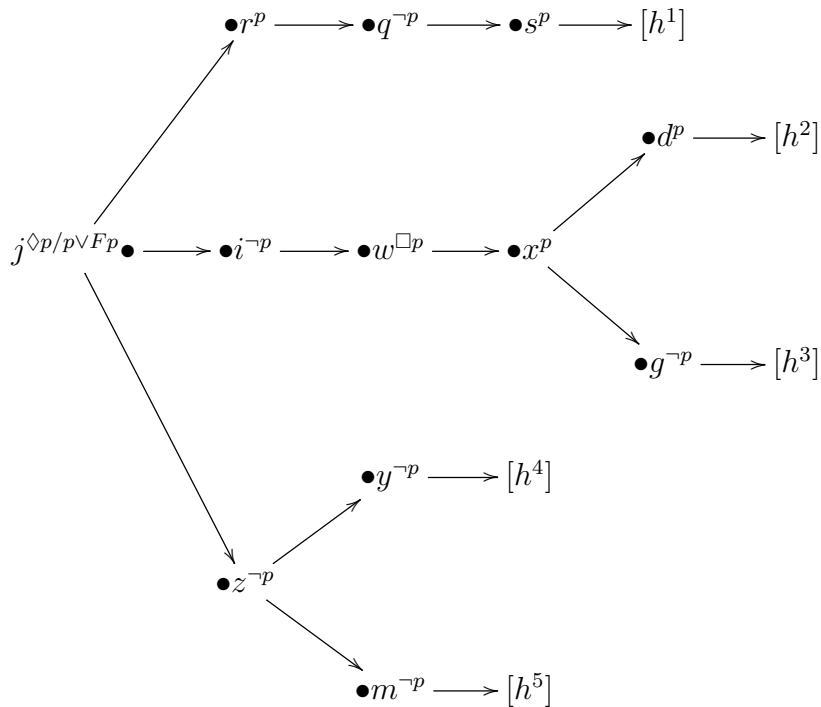 •r^p •q^{¬p} •s^p [h^1]
•d^p [h^2]
j^{◊p/p∨Fp}• •i^{¬p} •w^{□p} •x^p
•g^{¬p} [h^3]
•y^{¬p} [h^4]
•z^{¬p}
•m^{¬p} [h^5]